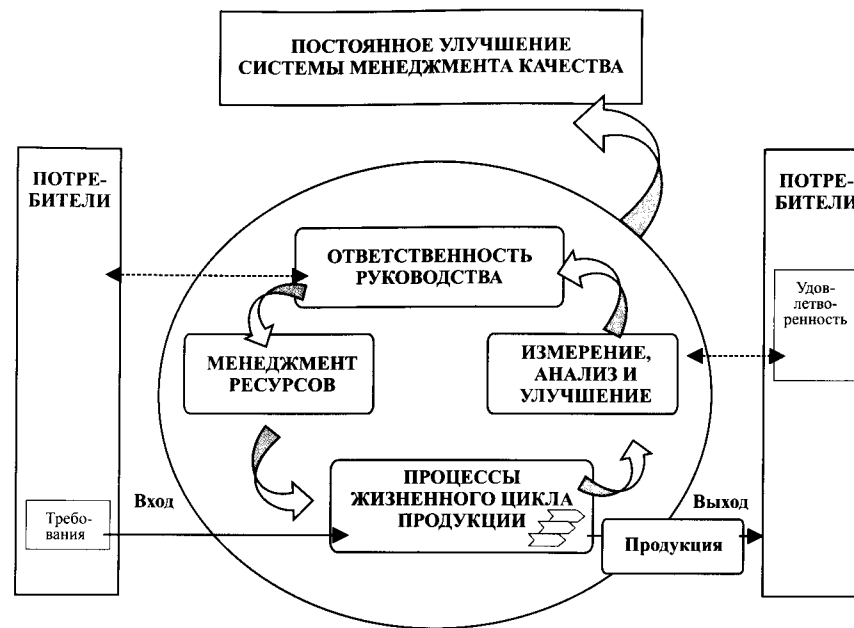 ПОСТОЯННОЕ УЛУЧШЕНИЕ
СИСТЕМЫ МЕНЕДЖМЕНТА КАЧЕСТВА
ПОТРЕ-
БИТЕЛИ
ПОТРЕ-
БИТЕЛИ
ОТВЕТСТВЕННОСТЬ
РУКОВОДСТВА
Удов-
летво-
ренность
МЕНЕДЖМЕНТ
РЕСУРСОВ
ИЗМЕРЕНИЕ,
АНАЛИЗ И
УЛУЧШЕНИЕ
ПРОЦЕССЫ
ЖИЗНЕННОГО ЦИКЛА
ПРОДУКЦИИ
Вход
Выход
Требо-
вания
Продукция